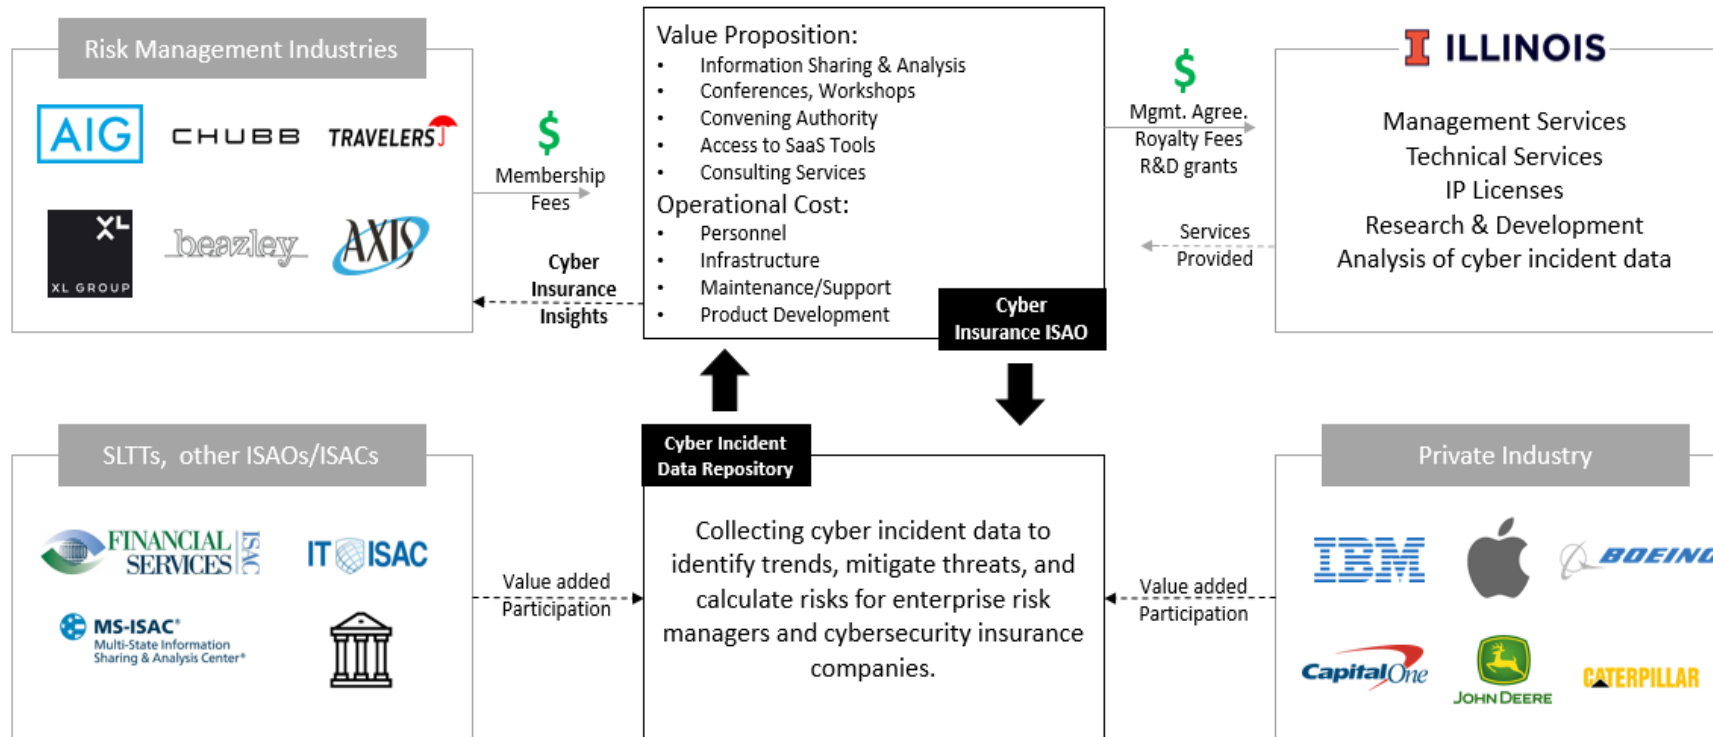 Risk Management Industries
AIG
CHUBB
TRAVELERS
XL
XL GROUP
beazley
AXIS
$
Membership
Fees
Cyber
Insurance
Insights
Value Proposition:
• Information Sharing & Analysis
• Conferences, Workshops
• Convening Authority
• Access to SaaS Tools
• Consulting Services
Operational Cost:
• Personnel
• Infrastructure
• Maintenance/Support
• Product Development
Cyber
Insurance ISAO
$
Mgmt. Agree.
Royalty Fees
R&D grants
Services
Provided
I ILLINOIS
Management Services
Technical Services
IP Licenses
Research & Development
Analysis of cyber incident data
SLTTs, other ISAOs/ISACs
FINANCIAL
SERVICES
ISAC
IT ISAC
MS-ISAC®
Multi-State Information
Sharing & Analysis Center®
Value added
Participation
Cyber Incident
Data Repository
Collecting cyber incident data to
identify trends, mitigate threats, and
calculate risks for enterprise risk
managers and cybersecurity insurance
companies.
Value added
Participation
Private Industry
IBM
BOEING
CapitalOne
JOHN DEERE
CATERPILLAR